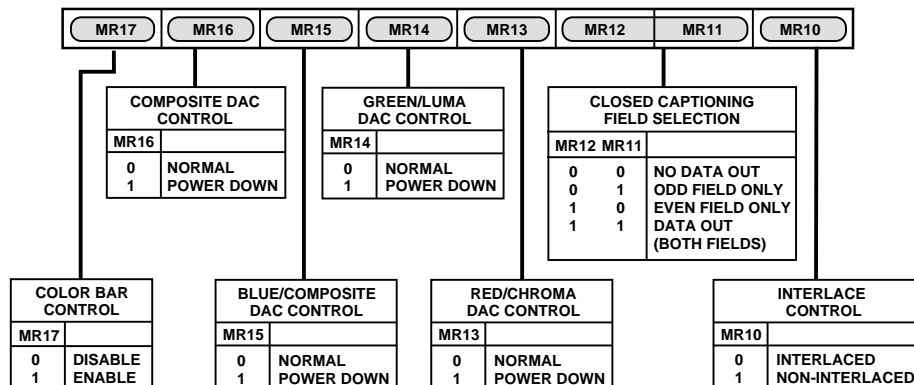 MR17 MR16 MR15 MR14 MR13 MR12 MR11 MR10
COMPOSITE DAC
CONTROL
MR16
0 NORMAL
1 POWER DOWN
GREEN/LUMA
DAC CONTROL
MR14
0 NORMAL
1 POWER DOWN
CLOSED CAPTIONING
FIELD SELECTION
MR12 MR11
0 0 NO DATA OUT
0 1 ODD FIELD ONLY
1 0 EVEN FIELD ONLY
1 1 DATA OUT
(BOTH FIELDS)
COLOR BAR
CONTROL
MR17
0 DISABLE
1 ENABLE
BLUE/COMPOSITE
DAC CONTROL
MR15
0 NORMAL
1 POWER DOWN
RED/CHROMA
DAC CONTROL
MR13
0 NORMAL
1 POWER DOWN
INTERLACE
CONTROL
MR10
0 INTERLACED
1 NON-INTERLACED